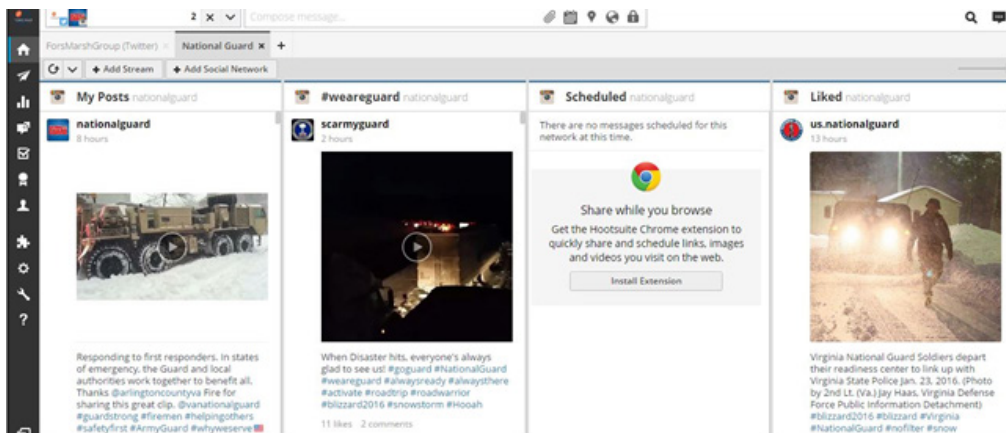 2
Compose message...
ForsMarshGroup (Twitter) ×
National Guard ×
+
+ Add Stream
+ Add Social Network
My Posts nationalguard
nationalguard
8 hours
Responding to first responders. In states
of emergency, the Guard and local
authorities work together to benefit all.
Thanks @arlingtoncountyva Fire for
sharing this great clip. @vanationalguard
#guardstrong #firemen #helpingothers
#safetyfirst #ArmyGuard #whyweserve
#weareguard nationalguard
scarmyguard
2 hours
When Disaster hits, everyone's always
glad to see us! #goguard #NationalGuard
#weareguard #alwaysready #alwaysthere
#activate #roadtrip #roadwarrior
#blizzard2016 #snowstorm #Hooah
11 likes 2 comments
Scheduled nationalguard
There are no messages scheduled for this
network at this time.
Share while you browse
Get the Hootsuite Chrome extension to
quickly share and schedule links, images
and videos you visit on the web.
Install Extension
Liked nationalguard
us.nationalguard
13 hours
Virginia National Guard Soldiers depart
their readiness center to link up with
Virginia State Police Jan. 23, 2016. (Photo
by 2nd Lt. (Va.) Jay Haas, Virginia Defense
Force Public Information Detachment)
#blizzard2016 #blizzard #Virginia
#NationalGuard #nofilter #snow